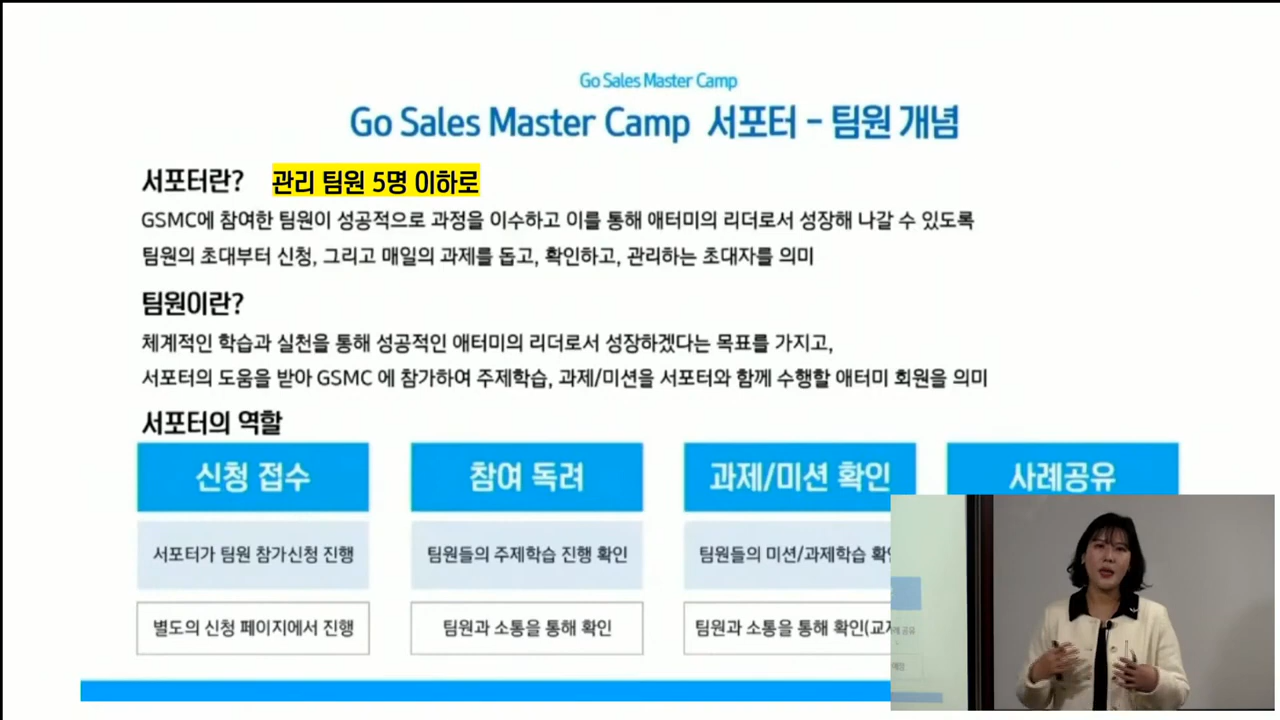 Go Sales Master Camp
Go Sales Master Camp 서포터 - 팀원 개념
서포터란? 관리 팀원 5명 이하로
GSMC에 참여한 팀원이 성공적으로 과정을 이수하고 이를 통해 애터미의 리더로서 성장해 나갈 수 있도록
팀원의 초대부터 신청, 그리고 매일의 과제를 돕고, 확인하고, 관리하는 초대자를 의미
팀원이란?
체계적인 학습과 실천을 통해 성공적인 애터미의 리더로서 성장하겠다는 목표를 가지고,
서포터의 도움을 받아 GSMC 에 참가하여 주제학습, 과제/미션을 서포터와 함께 수행할 애터미 회원을 의미
서포터의 역할
신청 접수 참여 독려 과제/미션 확인 사례공유
서포터가 팀원 참가신청 진행 팀원들의 주제학습 진행 확인 팀원들의 미션/과제학습
별도의 신청 페이지에서 진행 팀원과 소통을 통해 확인 팀원과 소통을 통해 확인(교
공유